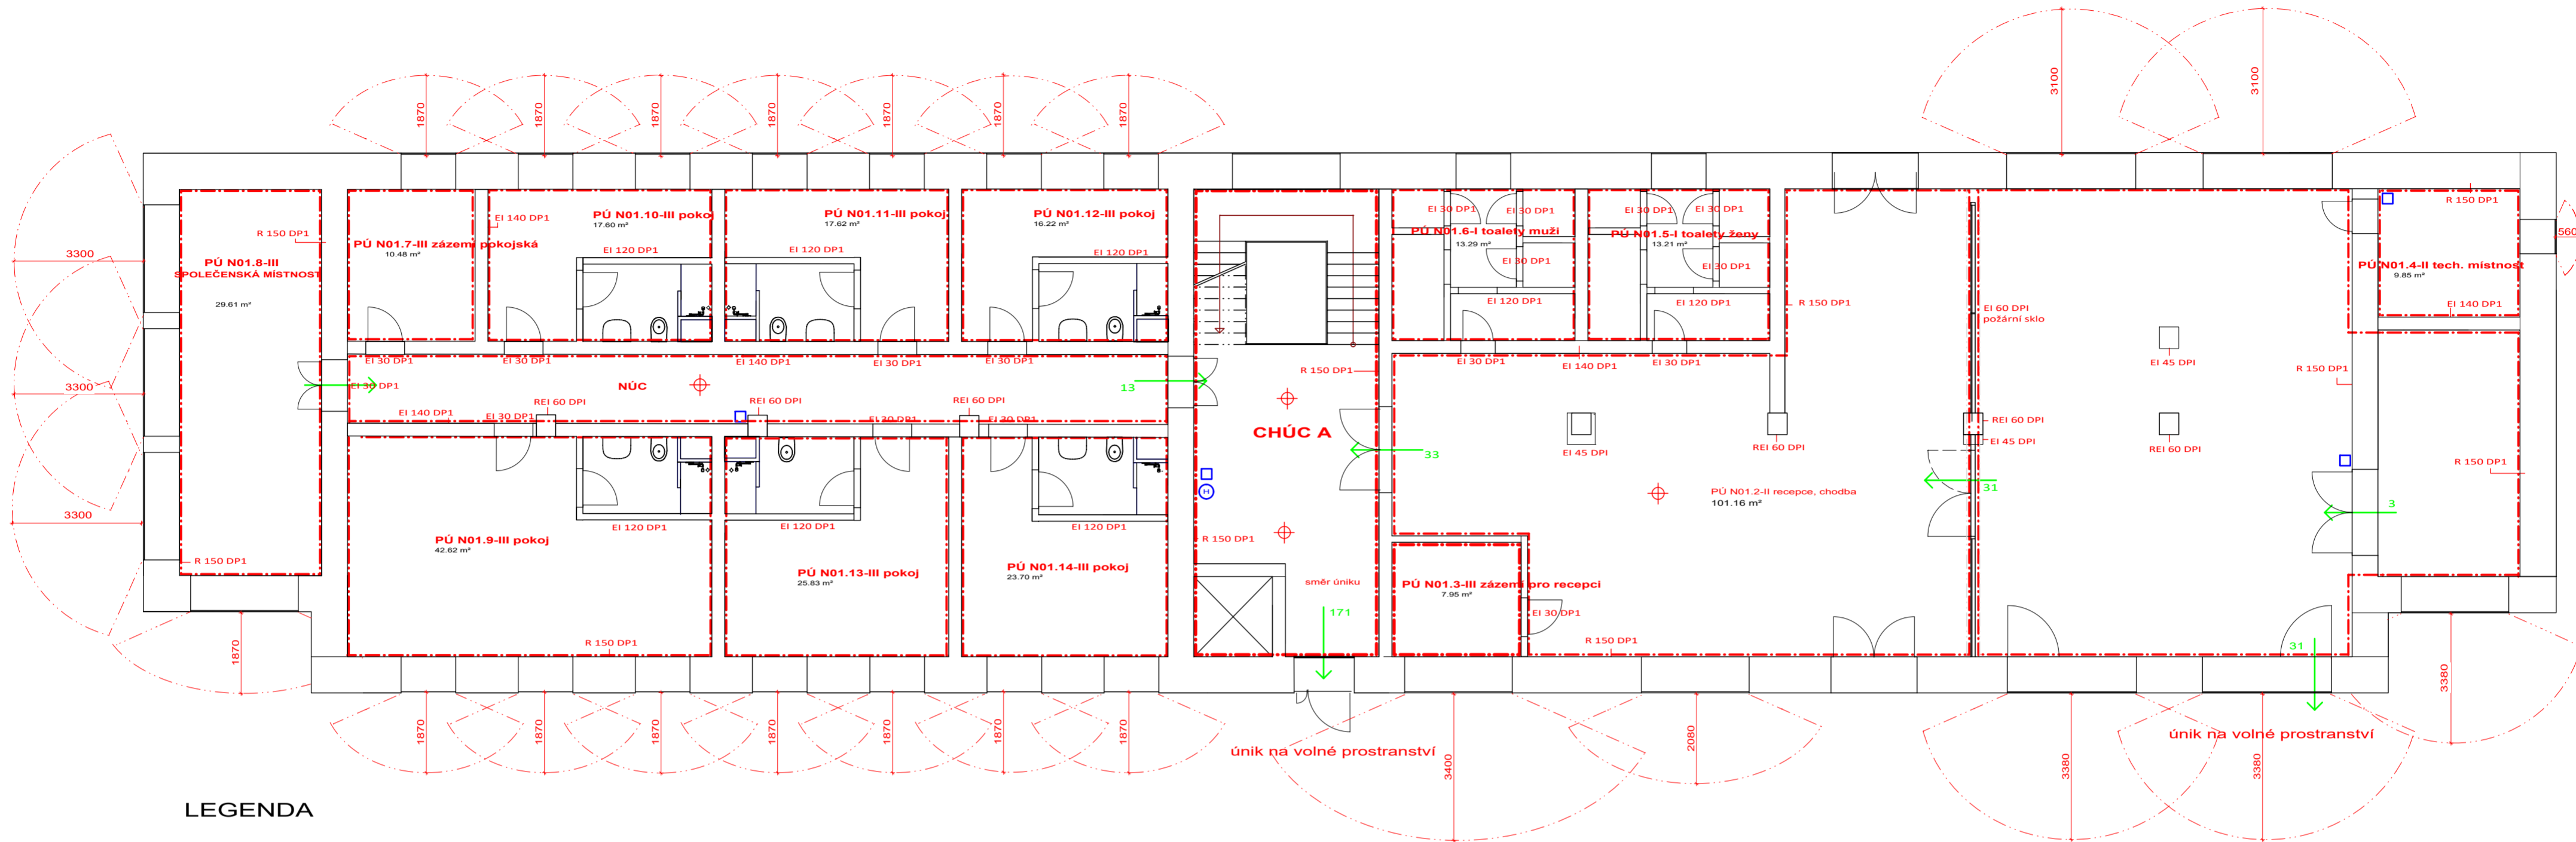 3100
3100
1870
1870
1870
1870
1870
1870
1870
R 150 DP1
EI 140 DP1
PÚ N01.10-III pokoj
17.60 m²
PÚ N01.11-III pokoj
17.62 m²
PÚ N01.12-III pokoj
16.22 m²
EI 30 DP1
EI 30 DP1
EI 30 DP1
EI 30 DP1
R 150 DP1
R 150 DP1
PÚ N01.7-III zázemí pokojská
10.48 m²
PÚ N01.6-I toalety muži
13.29 m²
PÚ N01.5-I toalety ženy
13.21 m²
560
3300
PÚ N01.8-III
SPOLEČENSKÁ MÍSTNOST
29.61 m²
EI 120 DP1
EI 120 DP1
EI 120 DP1
EI 30 DP1
EI 30 DP1
PÚ N01.4-II tech. místnost
9.85 m²
EI 120 DP1
EI 120 DP1
EI 60 DPI
požární sklo
EI 140 DP1
EI 30 DP1
EI 30 DP1
EI 140 DP1
EI 30 DP1
EI 30 DP1
EI 30 DP1
EI 140 DP1
EI 30 DP1
EI 45 DPI
R 150 DP1
R 150 DP1
3300
EI 30 DP1
NÚC
13
EI 140 DP1
EI 30 DP1
REI 60 DPI
REI 60 DPI
EI 30 DP1
REI 60 DPI
EI 30 DP1
CHÚC A
33
EI 45 DPI
REI 60 DPI
REI 60 DPI
EI 45 DPI
REI 60 DPI
R 150 DP1
H
31
3
3300
PÚ N01.2-II recepce, chodba
101.16 m²
EI 120 DP1
EI 120 DP1
EI 120 DP1
PÚ N01.9-III pokoj
42.62 m²
R 150 DP1
R 150 DP1
PÚ N01.13-III pokoj
25.83 m²
PÚ N01.14-III pokoj
23.70 m²
směr úniku
171
PÚ N01.3-III zázemí pro recepci
7.95 m²
EI 30 DP1
R 150 DP1
R 150 DP1
31
1870
3380
1870
1870
1870
1870
1870
1870
1870
únik na volné prostranství
3400
2080
3380
3380
únik na volné prostranství
LEGENDA